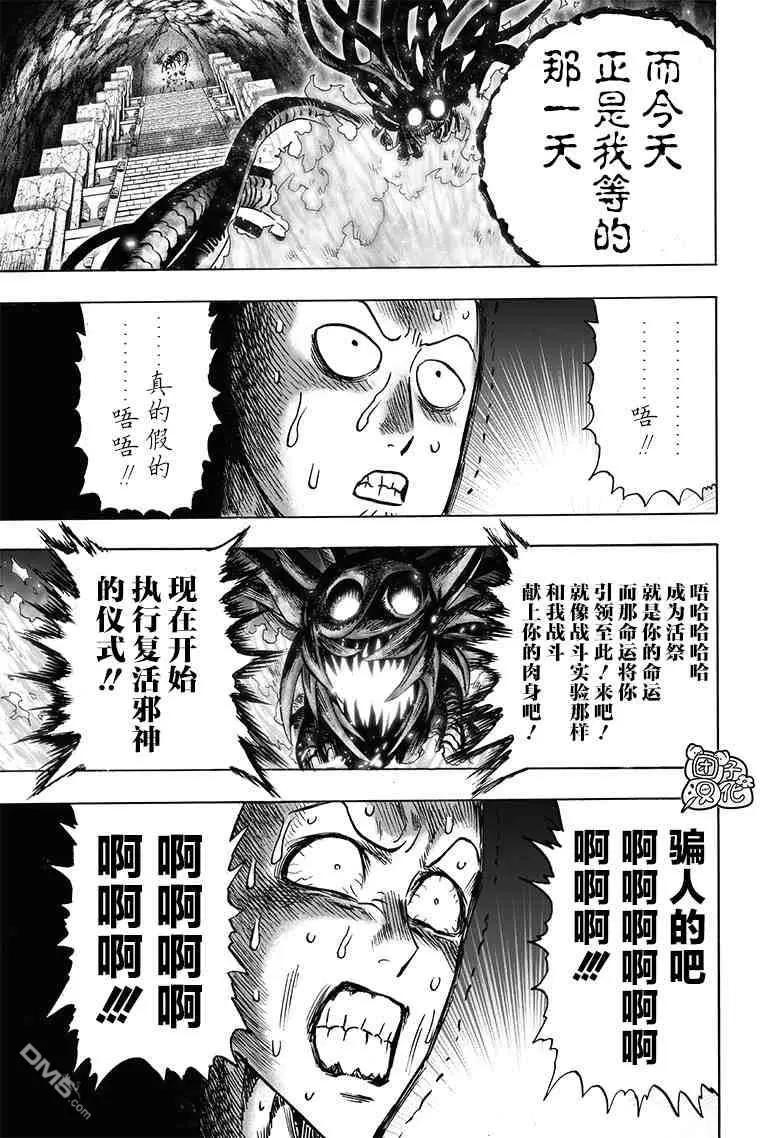 而今天
正是我等的
那一天
………唔!!
………
………真的假的
唔唔!!
唔哈哈哈哈
成为活祭
就是你的命运
而那命运将你
引领至此！来吧！
就像战斗实验那样
和我战斗
献上你的肉身吧！
现在开始
执行复活邪神
的仪式!!
骗人的吧
啊啊啊啊啊啊
啊啊啊!!!
啊啊啊啊啊
啊啊啊!!!
团子汉化
DM5.com